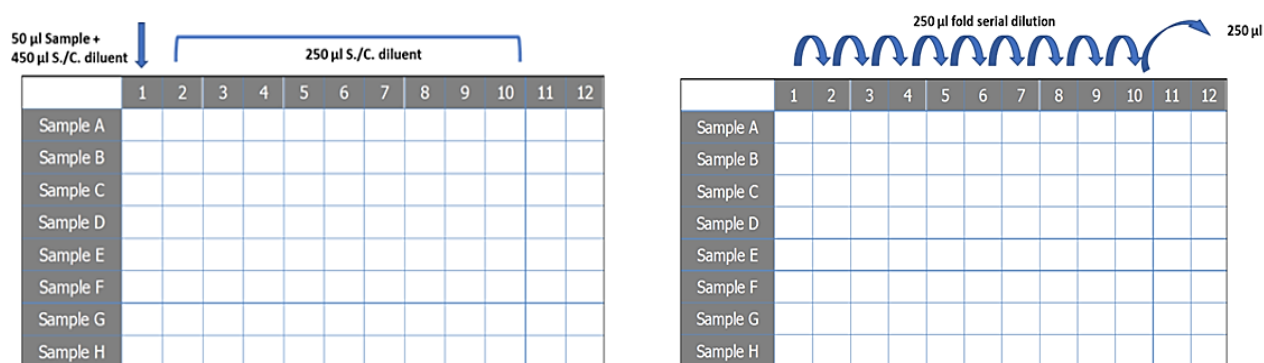 50 µl Sample +
450 µl S./C. diluent
250 µl S./C. diluent
1 2 3 4 5 6 7 8 9 10 11 12
Sample A
Sample B
Sample C
Sample D
Sample E
Sample F
Sample G
Sample H
250 µl fold serial dilution
250 µl
1 2 3 4 5 6 7 8 9 10 11 12
Sample A
Sample B
Sample C
Sample D
Sample E
Sample F
Sample G
Sample H